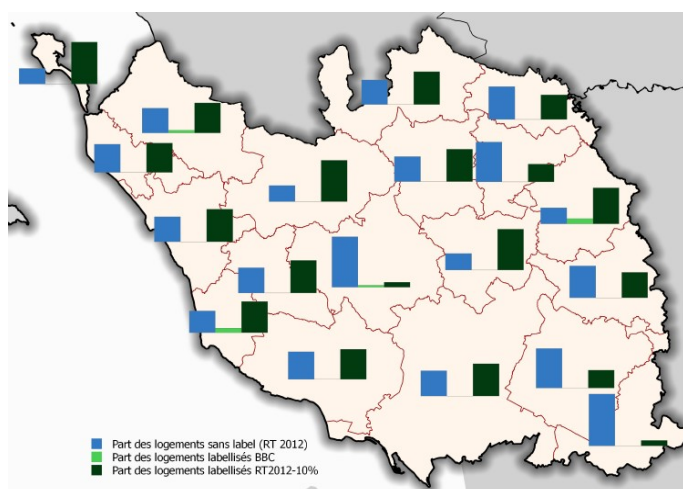 Part des logements sans label (RT 2012)
Part des logements labellisés BBC
Part des logements labellisés RT2012-10%